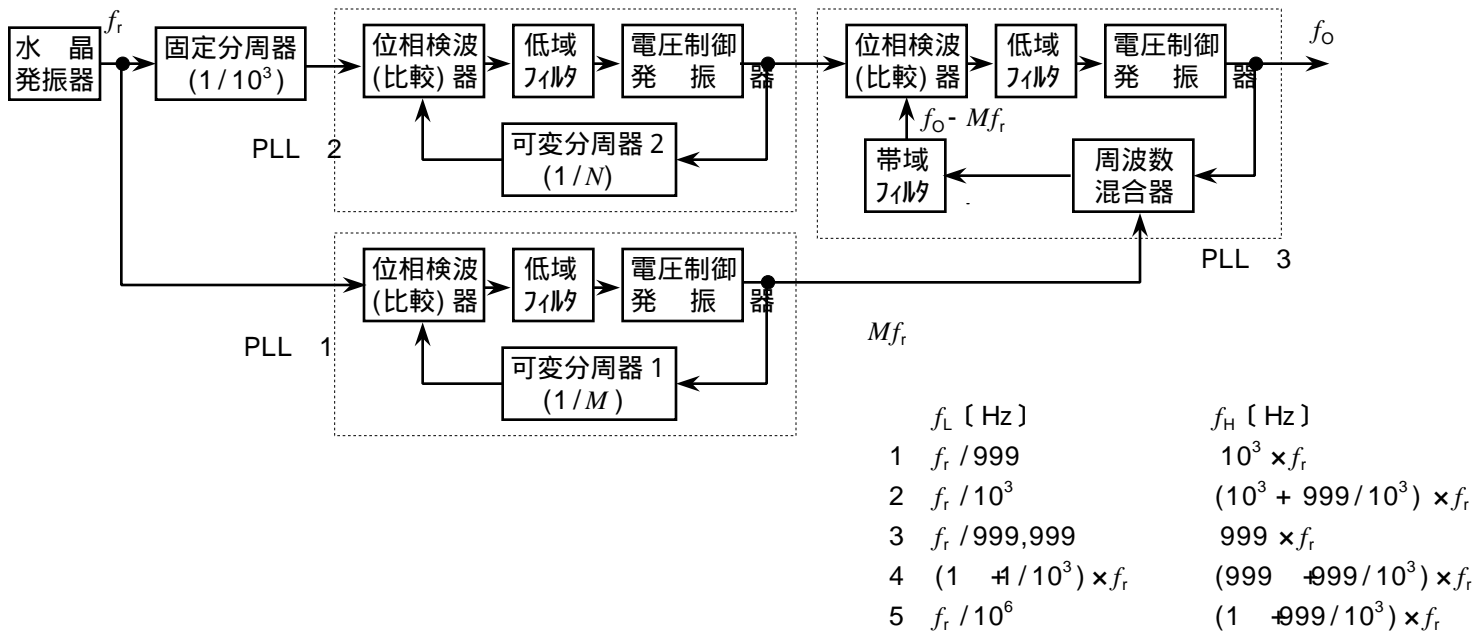 f_r
水 晶
発振器
固定分周器
(1/10³)
PLL 2
位相検波
(比較) 器
低域
フィルタ
電圧制御
発 振 器
可変分周器 2
(1/N)
位相検波
(比較) 器
低域
フィルタ
電圧制御
発 振 器
f_O
f_O - Mf_r
帯域
フィルタ
周波数
混合器
PLL 3
PLL 1
位相検波
(比較) 器
低域
フィルタ
電圧制御
発 振 器
可変分周器 1
(1/M)
Mf_r
f_L〔Hz〕 f_H〔Hz〕
1 f_r /999 10³ ×f_r
2 f_r /10³ (10³ + 999/10³) ×f_r
3 f_r /999,999 999 ×f_r
4 (1 +1/10³) ×f_r (999 +999/10³) ×f_r
5 f_r /10⁶ (1 +999/10³) ×f_r